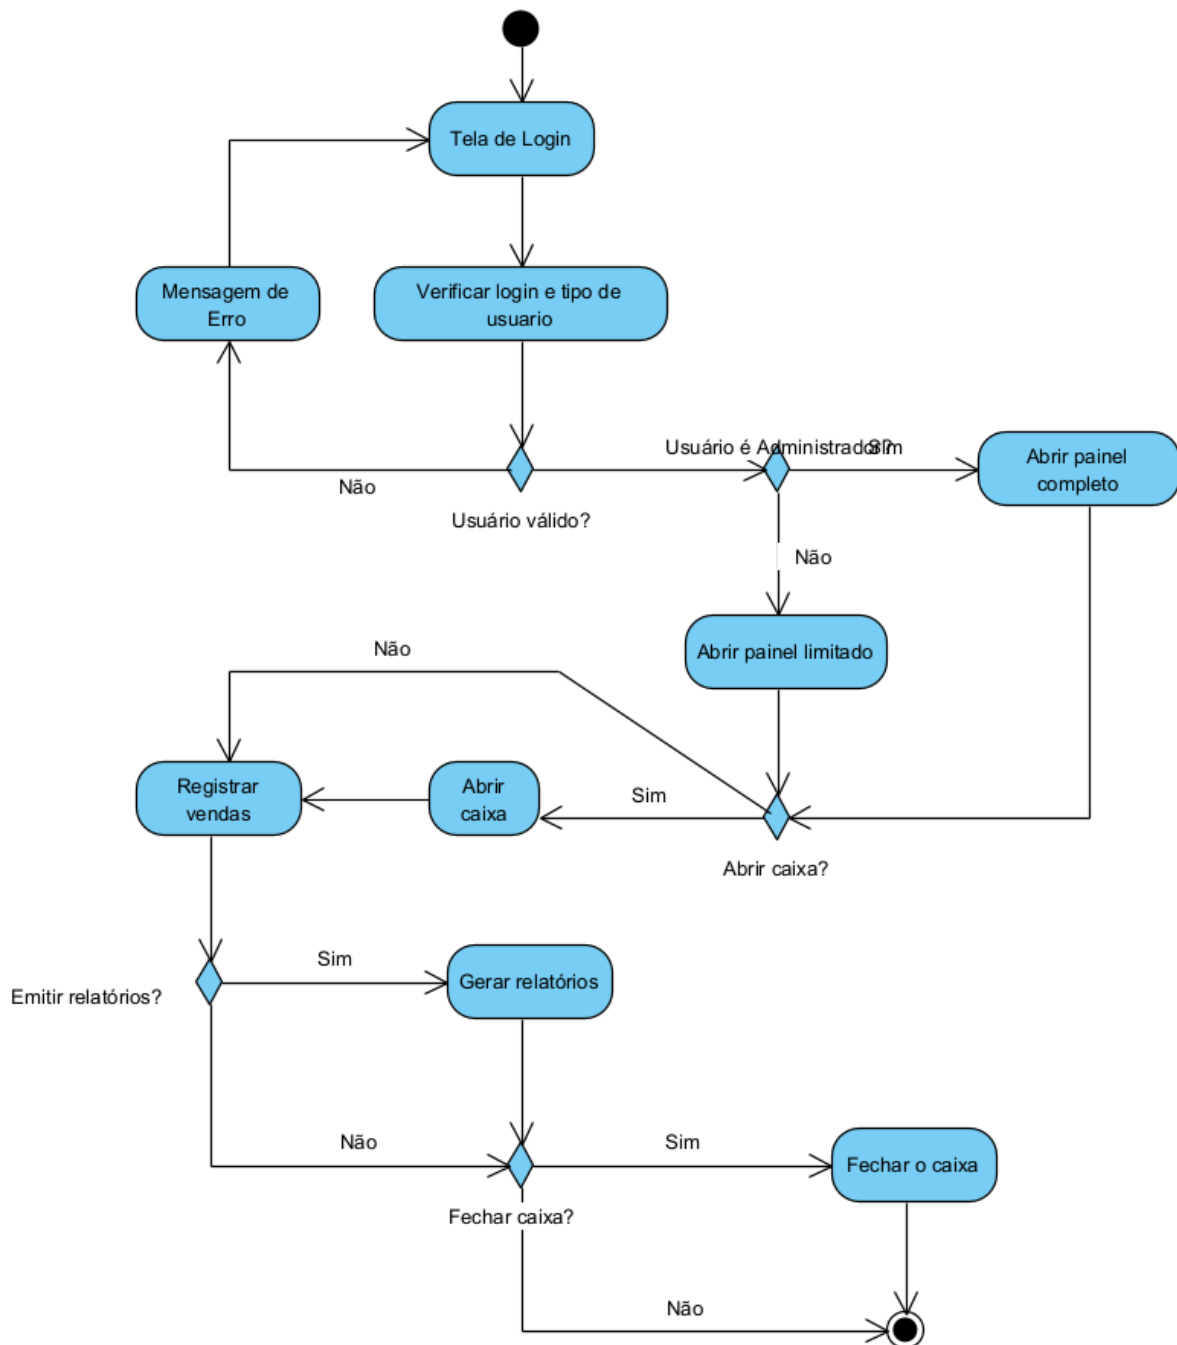 Tela de Login
Mensagem de
Erro
Verificar login e tipo de
usuario
Usuário é Administrador?
Sim
Abrir painel
completo
Não
Usuário válido?
Não
Abrir painel limitado
Não
Registrar
vendas
Abrir
caixa
Sim
Abrir caixa?
Sim
Gerar relatórios
Emitir relatórios?
Não
Sim
Fechar o caixa
Fechar caixa?
Não